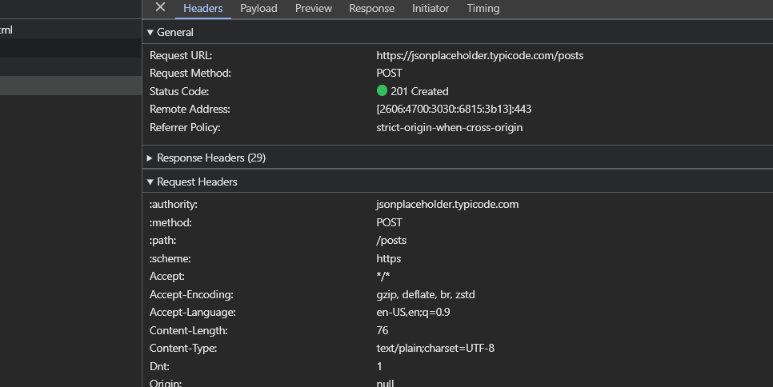 Headers Payload Preview Response Initiator Timing
tml
General
Request URL: https://jsonplaceholder.typicode.com/posts
Request Method: POST
Status Code: 201 Created
Remote Address: [2606:4700:3030::6815:3b13]:443
Referrer Policy: strict-origin-when-cross-origin
Response Headers (29)
Request Headers
:authority: jsonplaceholder.typicode.com
:method: POST
:path: /posts
:scheme: https
Accept: */*
Accept-Encoding: gzip, deflate, br, zstd
Accept-Language: en-US,en;q=0.9
Content-Length: 76
Content-Type: text/plain;charset=UTF-8
Dnt: 1
Origin: null